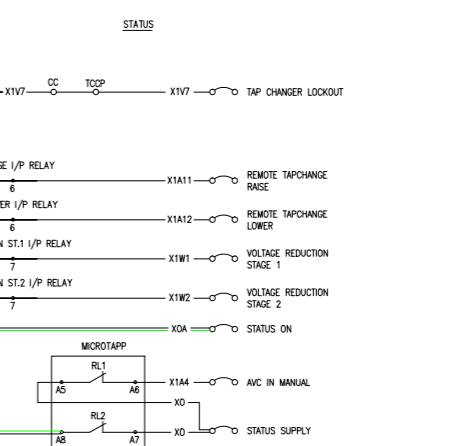 STATUS
CC TCCP
X1V7 X1V7 TAP CHANGER LOCKOUT
I/P RELAY
6 X1A11 REMOTE TAPCHANGE
RAISE
I/P RELAY
6 X1A12 REMOTE TAPCHANGE
LOWER
ST.1 I/P RELAY
7 X1W1 VOLTAGE REDUCTION
STAGE 1
ST.2 I/P RELAY
7 X1W2 VOLTAGE REDUCTION
STAGE 2
XOA STATUS ON
MICROTAPP
RL1
A5 A6 X1A4 AVC IN MANUAL
XO
RL2
A8 A7 XO STATUS SUPPLY